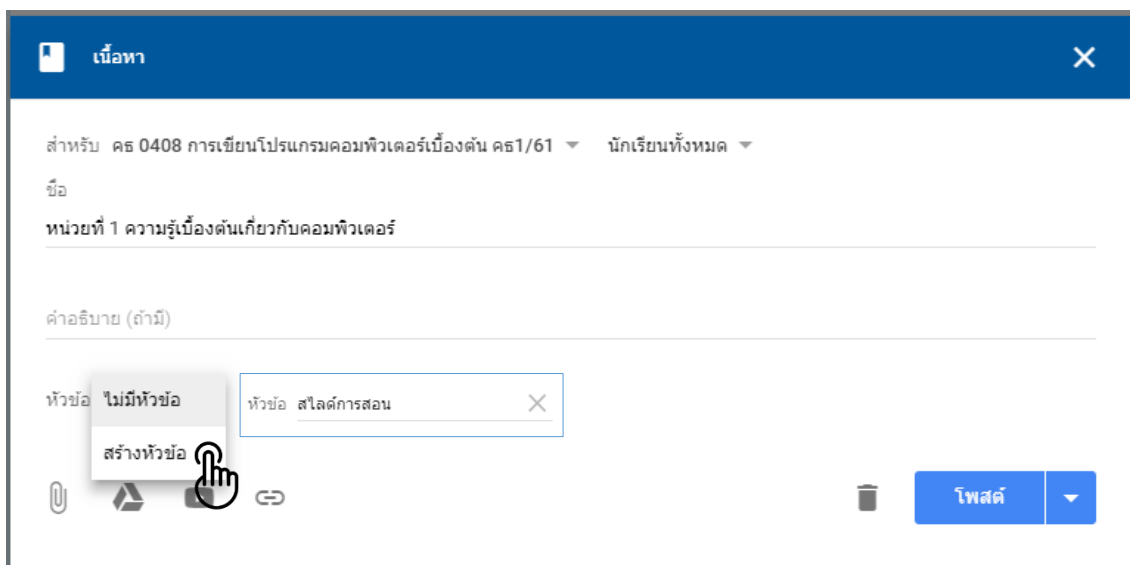 เนื้อหา
สำหรับ คธ 0408 การเขียนโปรแกรมคอมพิวเตอร์เบื้องต้น คธ1/61 นักเรียนทั้งหมด
ชื่อ
หน่วยที่ 1 ความรู้เบื้องต้นเกี่ยวกับคอมพิวเตอร์
คำอธิบาย (ถ้ามี)
หัวข้อ ไม่มีหัวข้อ หัวข้อ สไลด์การสอน
สร้างหัวข้อ
โพสต์